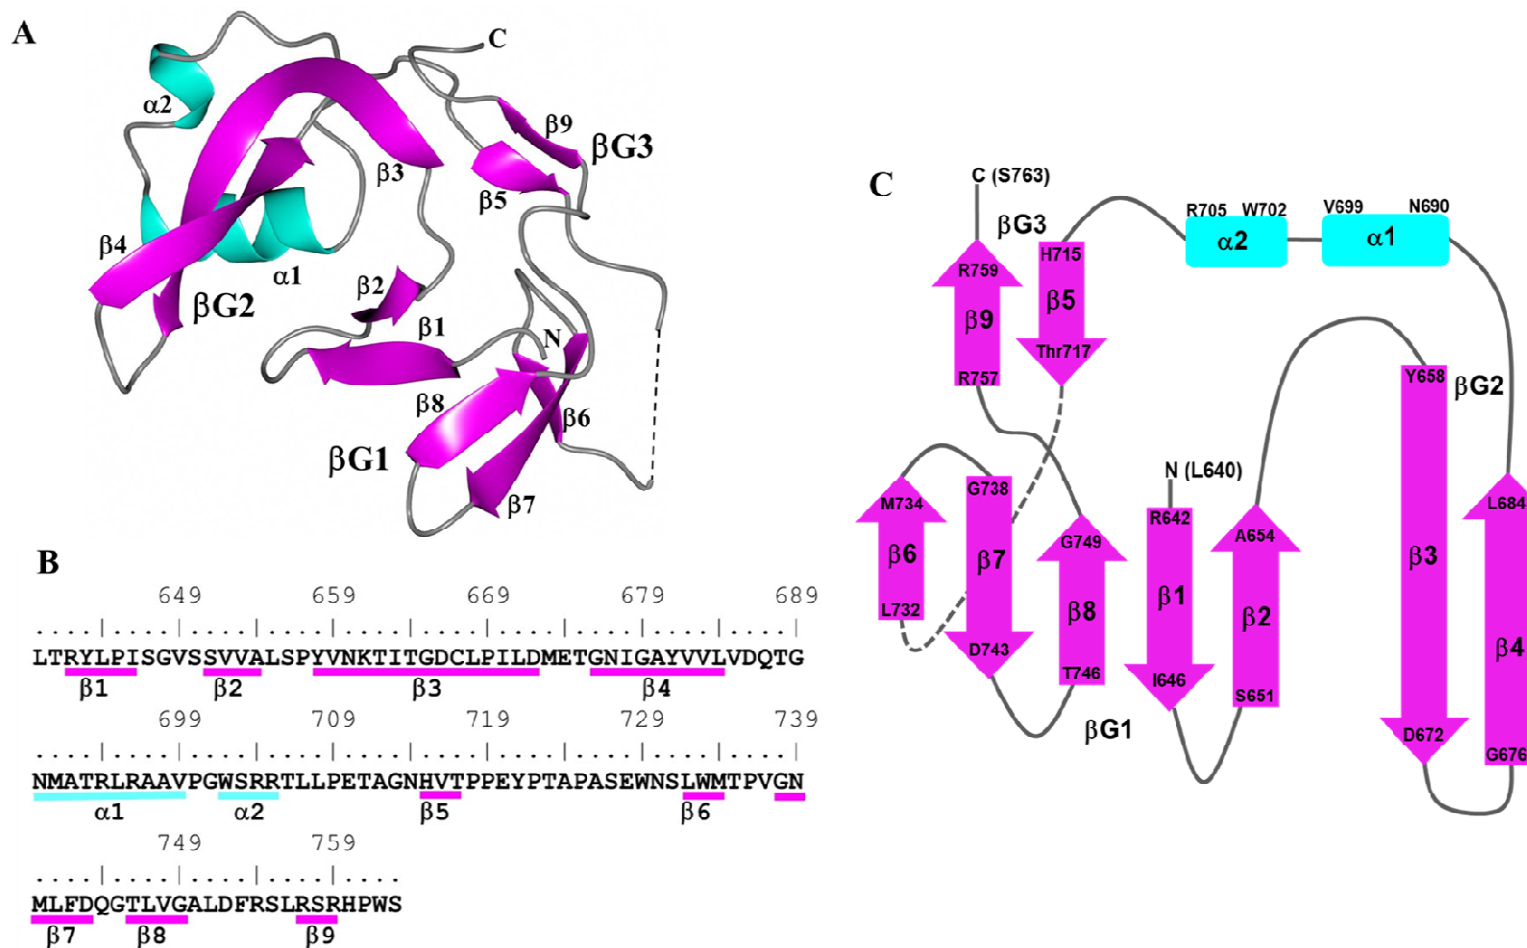 A
C
α2
β9
βG3
β3
β5
β4
α1
β2
βG2
β1
N
β8
β6
βG1
β7
B
649 659 669 679 689
LTRYLPISGVSSVVALSPYVNKTITGDCLPILDMETGNIGAYVVLVDQTG
β1 β2 β3 β4
699 709 719 729 739
NMATRLRAAVPGWSRRTLLPETAGNHVTPPEYPTAPASEWNSLWMTPVGN
α1 α2 β5 β6
749 759
MLFDQGTLVGALDFRSLRSRHPWS
β7 β8 β9
C
C (S763)
βG3
R705 W702 V699 N690
α2 α1
H715
R759
β5
β9
Thr717
R757
Y658
βG2
N (L640)
M734 G738 R642 L684
A654
G749
β6 β7 β3
β1
L732 β8 β2
β4
D743 T746 I646 S651
βG1
D672
G676